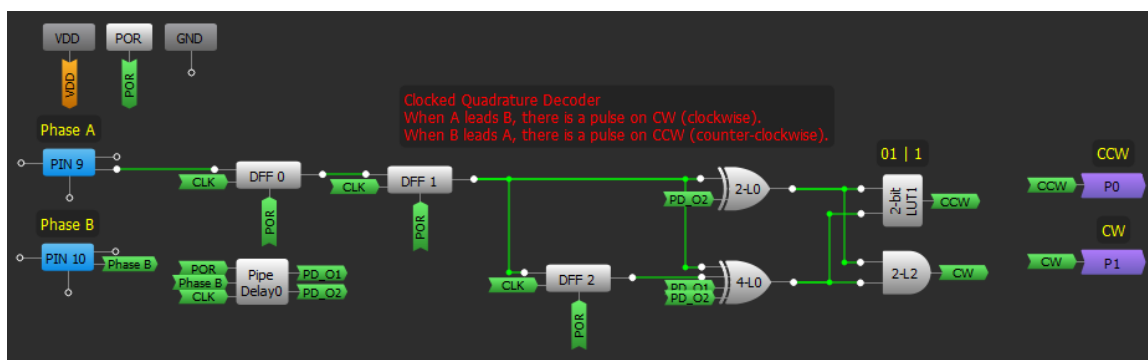 VDD
POR
GND
VDD
POR
Clocked Quadrature Decoder
When A leads B, there is a pulse on CW (clockwise).
When B leads A, there is a pulse on CCW (counter-clockwise).
Phase A
PIN 9
CLK
DFF 0
POR
CLK
DFF 1
POR
2-L0
PD_O2
01 | 1
2-bit
LUT1
CCW
CCW
CCW
P0
Phase B
PIN 10
Phase B
POR
Phase B
CLK
Pipe
Delay0
PD_O1
PD_O2
CLK
DFF 2
POR
PD_O1
PD_O2
4-L0
2-L2
CW
CW
CW
P1